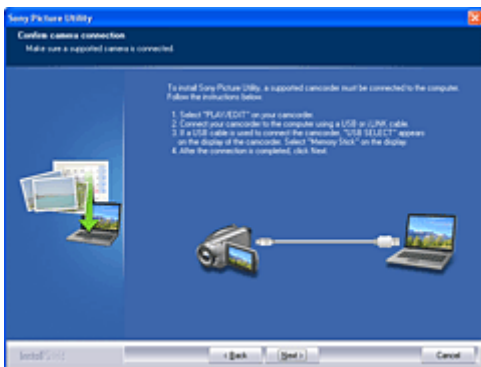 Sony Picture Utility
Confirm camera connection
Make sure a supported camera is connected.
To install Sony Picture Utility, a supported camcorder must be connected to the computer.
Follow the instructions below.
1. Select "PLAY/EDIT" on your camcorder.
2. Connect your camcorder to the computer using a USB or i.LINK cable.
3. If a USB cable is used to connect the camcorder, "USB SELECT" appears
on the display of the camcorder. Select "Memory Stick" on the display.
4. After the connection is completed, click Next.
< Back
Next >
Cancel